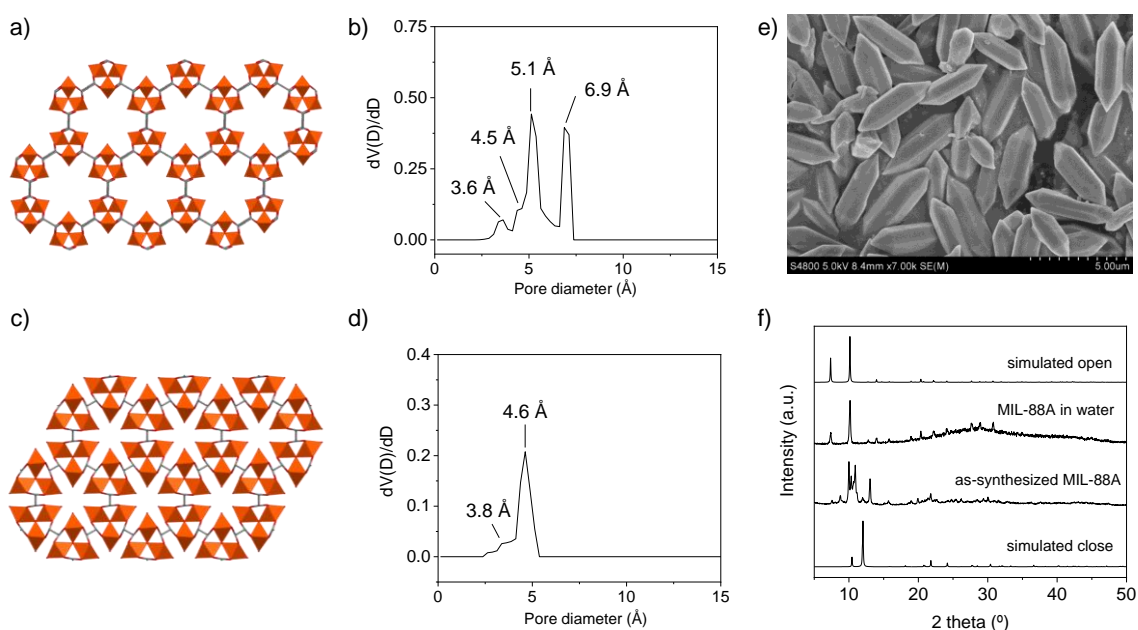 a)
b)
0.75
0.50
0.25
0.00
dV(D)/dD
3.6 Å
4.5 Å
5.1 Å
6.9 Å
0
5
10
15
Pore diameter (Å)
e)
S4800 5.0kV 8.4mm x7.00k SE(M)
5.00um
c)
d)
0.4
0.3
0.2
0.1
0.0
dV(D)/dD
3.8 Å
4.6 Å
0
5
10
15
Pore diameter (Å)
f)
Intensity (a.u.)
simulated open
MIL-88A in water
as-synthesized MIL-88A
simulated close
10
20
30
40
50
2 theta (º)